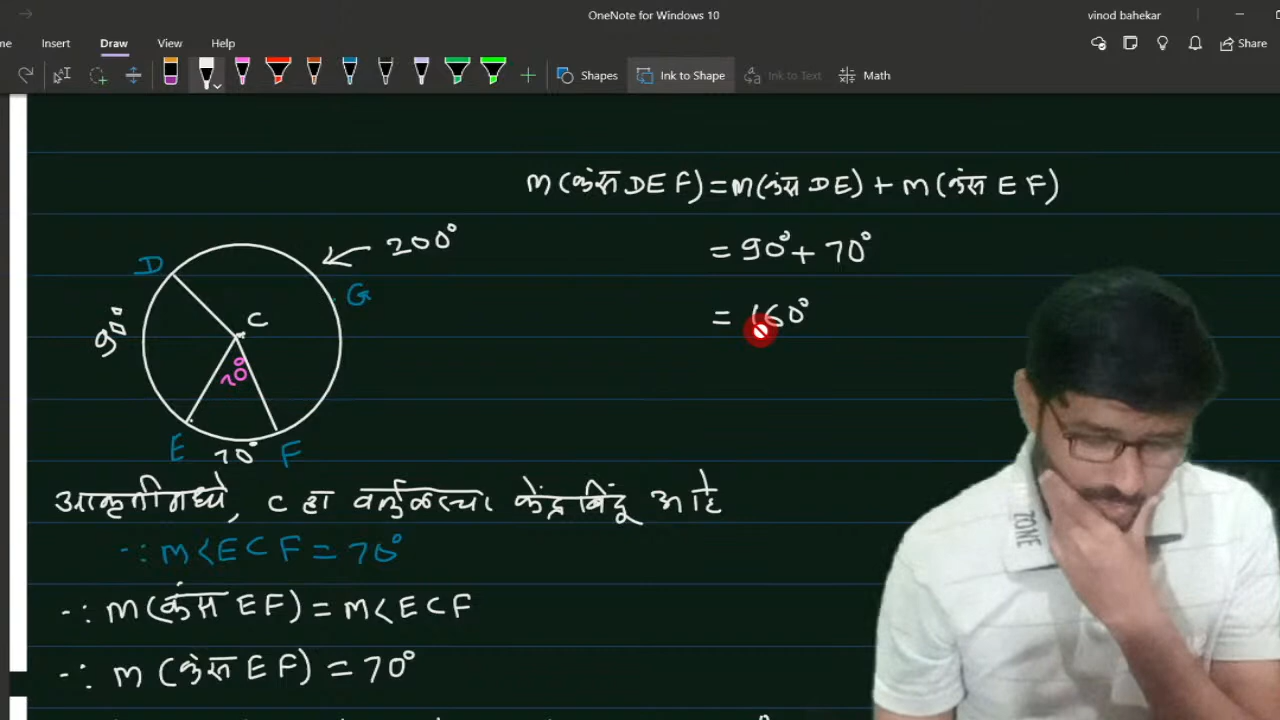 OneNote for Windows 10
vinod bahekar
Insert Draw View Help
Share
Shapes Ink to Shape Ink to Text Math
m(कंस DEF) = m(कंस DE) + m(कंस EF)
= 90° + 70°
= 160°
200°
D
G
C
90°
70°
E
70°
F
आकृतीमध्ये, C हा वर्तुळाचा केंद्रबिंदू आहे
∵ m<ECF = 70°
∴ m(कंस EF) = m<ECF
∴ m(कंस EF) = 70°
ZONE